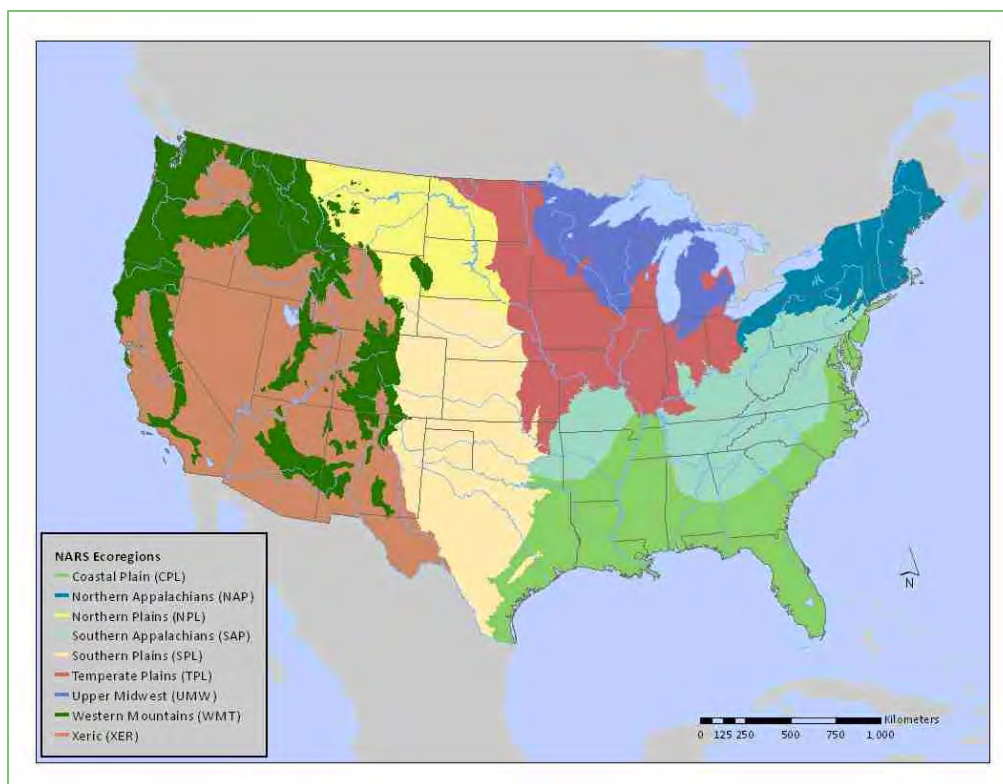 NARS Ecoregions
Coastal Plain (CPL)
Northern Appalachians (NAP)
Northern Plains (NPL)
Southern Appalachians (SAP)
Southern Plains (SPL)
Temperate Plains (TPL)
Upper Midwest (UMW)
Western Mountains (WMT)
Xeric (XER)
N
Kilometers
0 125 250 500 750 1,000